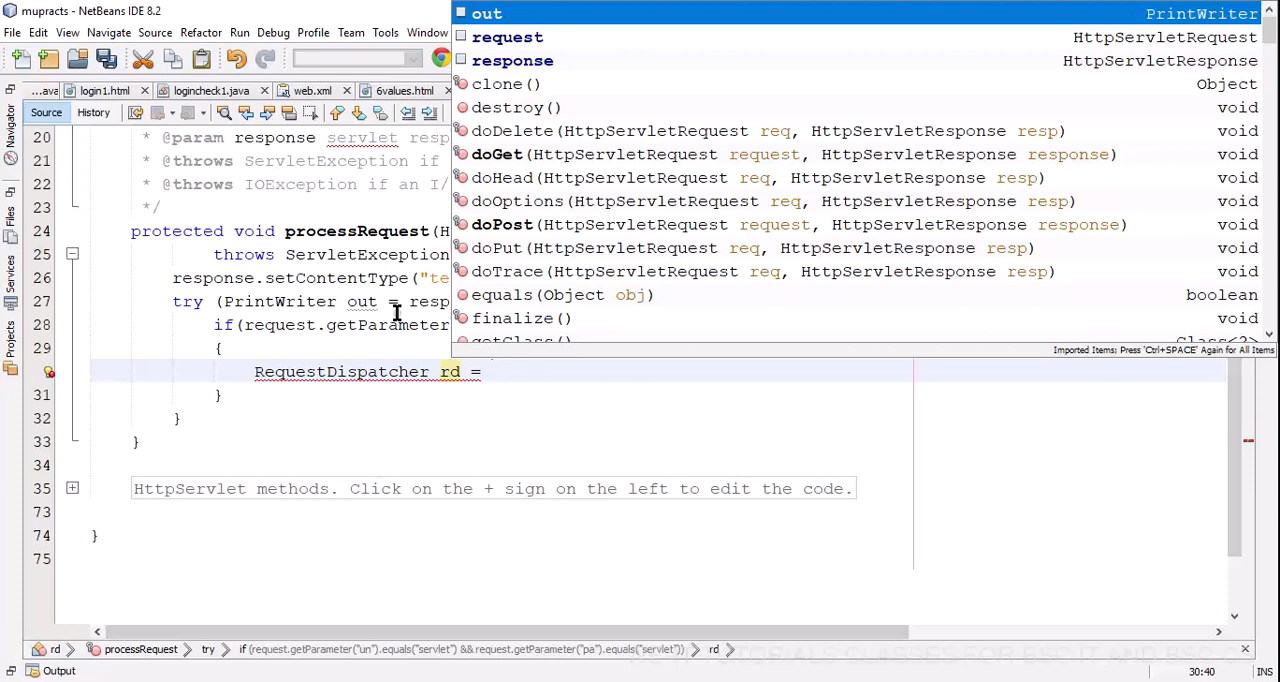 mupracts - NetBeans IDE 8.2
File Edit View Navigate Source Refactor Run Debug Profile Team Tools Window
...ava login1.html logincheck1.java web.xml 6values.html
Source History
out PrintWriter
request HttpServletRequest
response HttpServletResponse
clone() Object
destroy() void
doDelete(HttpServletRequest req, HttpServletResponse resp) void
doGet(HttpServletRequest request, HttpServletResponse response) void
doHead(HttpServletRequest req, HttpServletResponse resp) void
doOptions(HttpServletRequest req, HttpServletResponse resp) void
doPost(HttpServletRequest request, HttpServletResponse response) void
doPut(HttpServletRequest req, HttpServletResponse resp) void
doTrace(HttpServletRequest req, HttpServletResponse resp) void
equals(Object obj) boolean
finalize() void
getClass() Class<?>
Imported Items; Press 'Ctrl+SPACE' Again for All Items
Navigator
Files
Services
Projects
20 * @param response servlet resp
21 * @throws ServletException if
22 * @throws IOException if an I/
23 */
24 protected void processRequest(H
25 throws ServletException
26 response.setContentType("te
27 try (PrintWriter out = resp
28 if(request.getParameter
29 {
RequestDispatcher rd =
31 }
32 }
33 }
34
35 HttpServlet methods. Click on the + sign on the left to edit the code.
73
74 }
75
rd processRequest try if (request.getParameter("un").equals("servlet") && request.getParameter("pa").equals("servlet")) rd
Output
30:40 INS